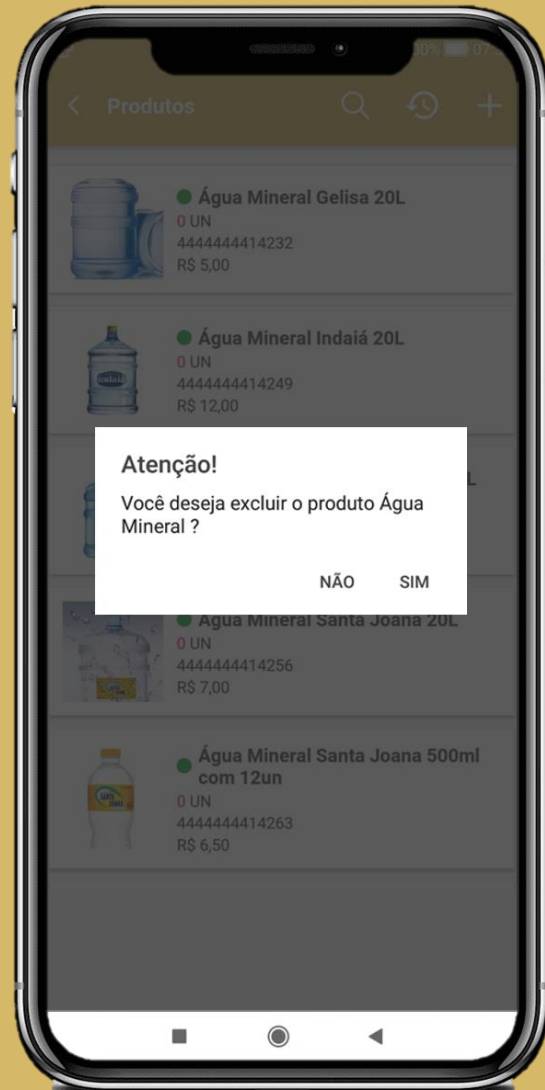 Produtos
Água Mineral Gelisa 20L
0 UN
4444444414232
R$ 5,00
indaiá
Água Mineral Indaiá 20L
0 UN
4444444414249
R$ 12,00
L
Atenção!
Você deseja excluir o produto Água
Mineral ?
NÃO
SIM
Água Mineral Santa Joana 20L
0 UN
4444444414256
R$ 7,00
Água Mineral Santa Joana 500ml
com 12un
0 UN
4444444414263
R$ 6,50